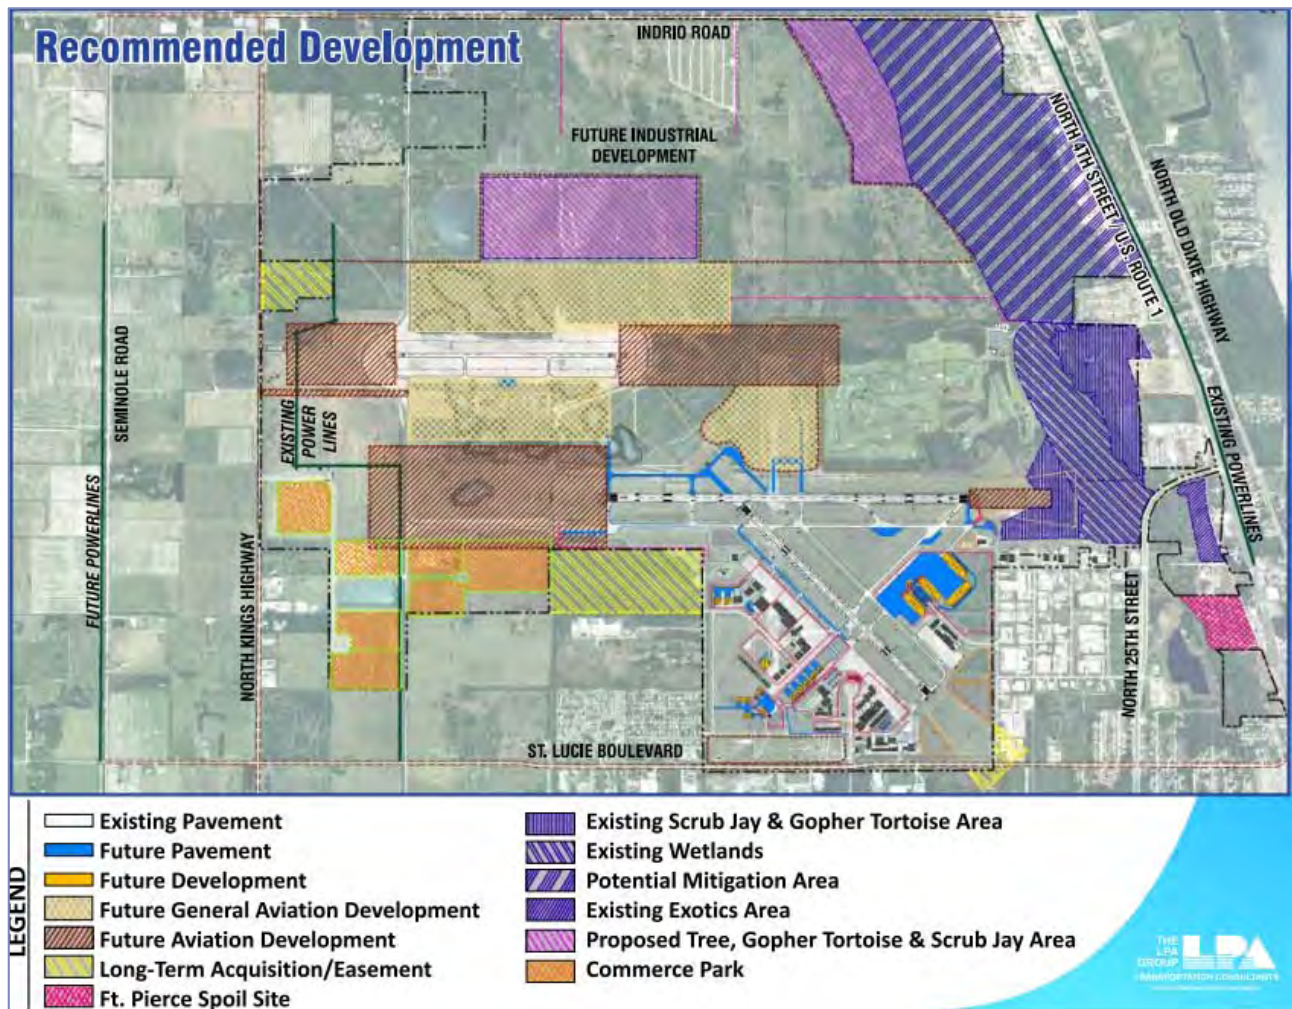 Recommended Development
INDRIO ROAD
FUTURE INDUSTRIAL
DEVELOPMENT
NORTH 4TH STREET / U.S. ROUTE 1
NORTH OLD DIXIE HIGHWAY
SEMINOLE ROAD
EXISTING
POWER
LINES
EXISTING POWERLINES
FUTURE POWERLINES
NORTH KINGS HIGHWAY
NORTH 25TH STREET
ST. LUCIE BOULEVARD
LEGEND
Existing Pavement
Future Pavement
Future Development
Future General Aviation Development
Future Aviation Development
Long-Term Acquisition/Easement
Ft. Pierce Spoil Site
Existing Scrub Jay & Gopher Tortoise Area
Existing Wetlands
Potential Mitigation Area
Existing Exotics Area
Proposed Tree, Gopher Tortoise & Scrub Jay Area
Commerce Park
THE
LPA
GROUP
LPA
TRANSPORTATION CONSULTANTS